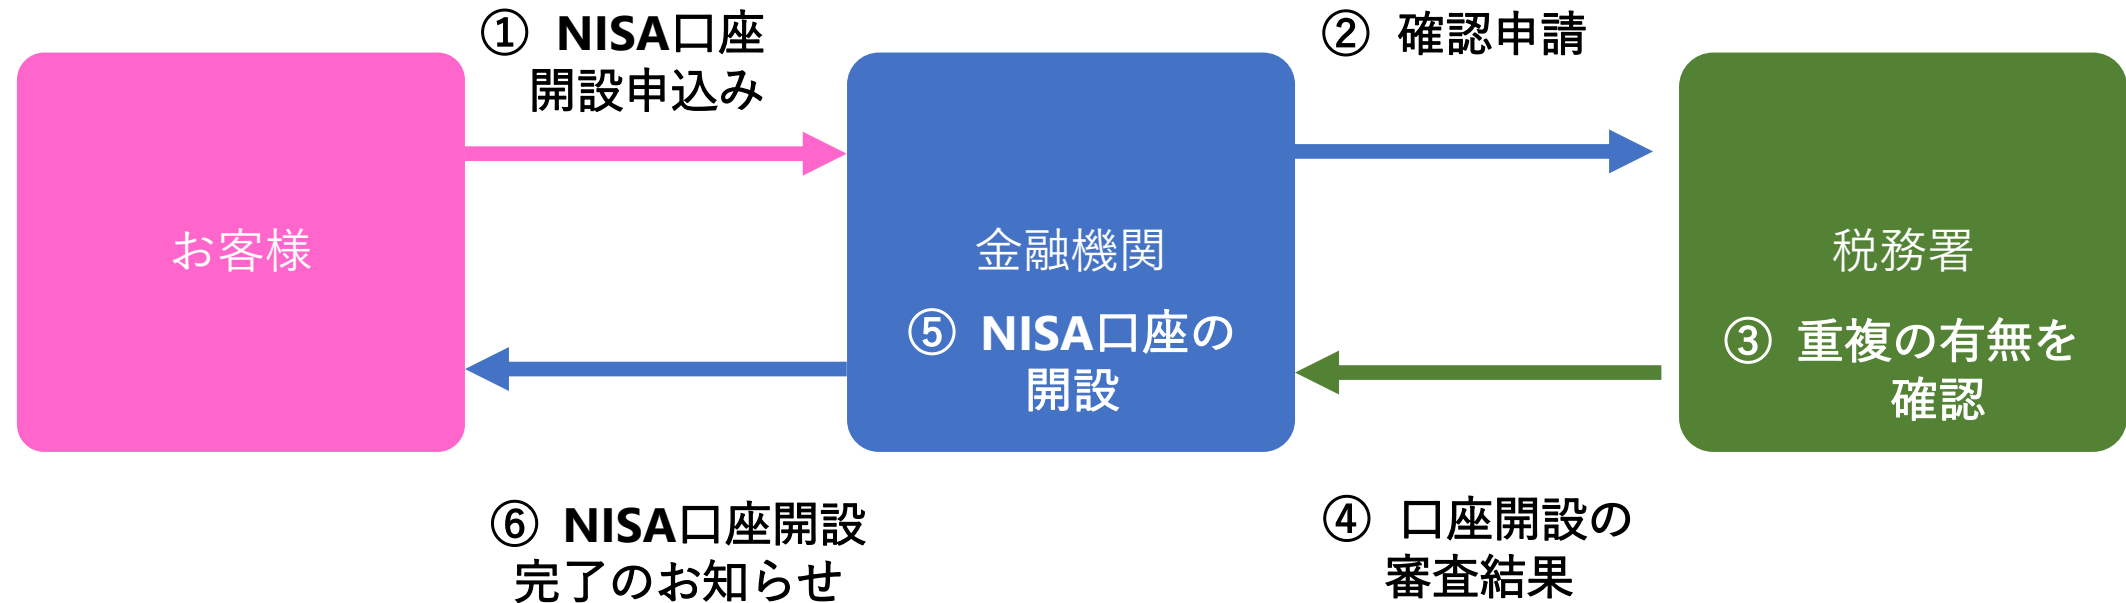 ① NISA口座
開設申込み
② 確認申請
お客様
金融機関
税務署
⑤ NISA口座の
開設
③ 重複の有無を
確認
⑥ NISA口座開設
完了のお知らせ
④ 口座開設の
審査結果